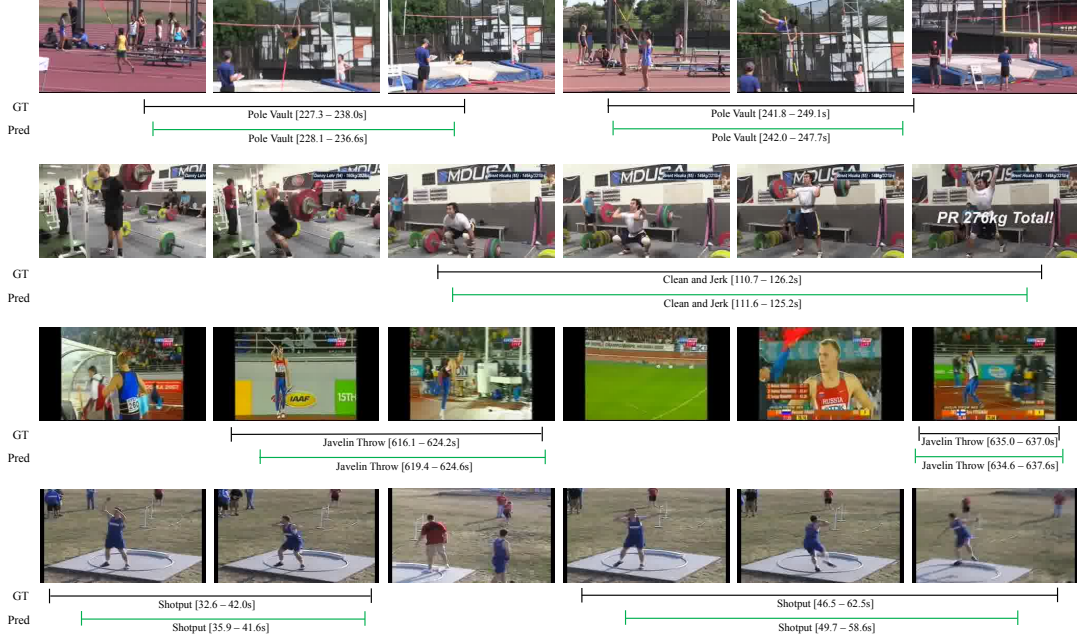 GT
Pole Vault [227.3 – 238.0s]
Pole Vault [241.8 – 249.1s]
Pred
Pole Vault [228.1 – 236.6s]
Pole Vault [242.0 – 247.7s]
MDUSA
MDUSA
MDUSA
MDUSA
PR 276kg Total!
GT
Clean and Jerk [110.7 – 126.2s]
Pred
Clean and Jerk [111.6 – 125.2s]
IAAF
15TH
RUSSIA
GT
Javelin Throw [616.1 – 624.2s]
Javelin Throw [635.0 – 637.0s]
Pred
Javelin Throw [619.4 – 624.6s]
Javelin Throw [634.6 – 637.6s]
GT
Shotput [32.6 – 42.0s]
Shotput [46.5 – 62.5s]
Pred
Shotput [35.9 – 41.6s]
Shotput [49.7 – 58.6s]